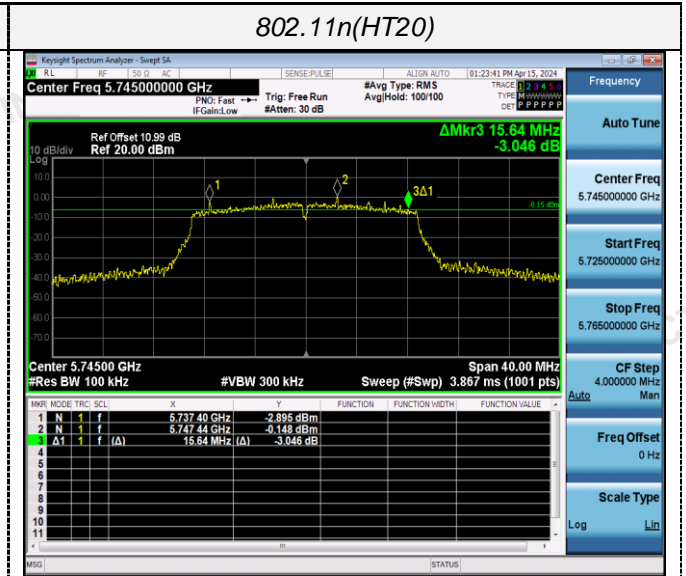 802.11n(HT20)
Keysight Spectrum Analyzer - Swept SA
RL RF 50 Ω AC SENSE:PULSE ALIGN AUTO 01:23:41 PM Apr 15, 2024
Center Freq 5.745000000 GHz
PNO: Fast
IFGain:Low
Trig: Free Run
#Atten: 30 dB
#Avg Type: RMS
Avg|Hold: 100/100
TRACE 1 2 3 4 5 6
TYPE M WWWWW
DET P P P P P P
Frequency
Auto Tune
Center Freq
5.745000000 GHz
Start Freq
5.725000000 GHz
Stop Freq
5.765000000 GHz
CF Step
4.000000 MHz
Auto Man
Freq Offset
0 Hz
Scale Type
Log Lin
Ref Offset 10.99 dB
10 dB/div Ref 20.00 dBm
ΔMkr3 15.64 MHz
-3.046 dB
Log
10.0
0.00
-10.0
-20.0
-30.0
-40.0
-50.0
-60.0
-70.0
1
2
3Δ1
-6.15 dBm
Center 5.74500 GHz Span 40.00 MHz
#Res BW 100 kHz #VBW 300 kHz Sweep (#Swp) 3.867 ms (1001 pts)
MKR MODE TRC SCL X Y FUNCTION FUNCTION WIDTH FUNCTION VALUE
1 N 1 f 5.737 40 GHz -2.895 dBm
2 N 1 f 5.747 44 GHz -0.148 dBm
3 Δ1 1 f (Δ) 15.64 MHz (Δ) -3.046 dB
4
5
6
7
8
9
10
11
MSG STATUS